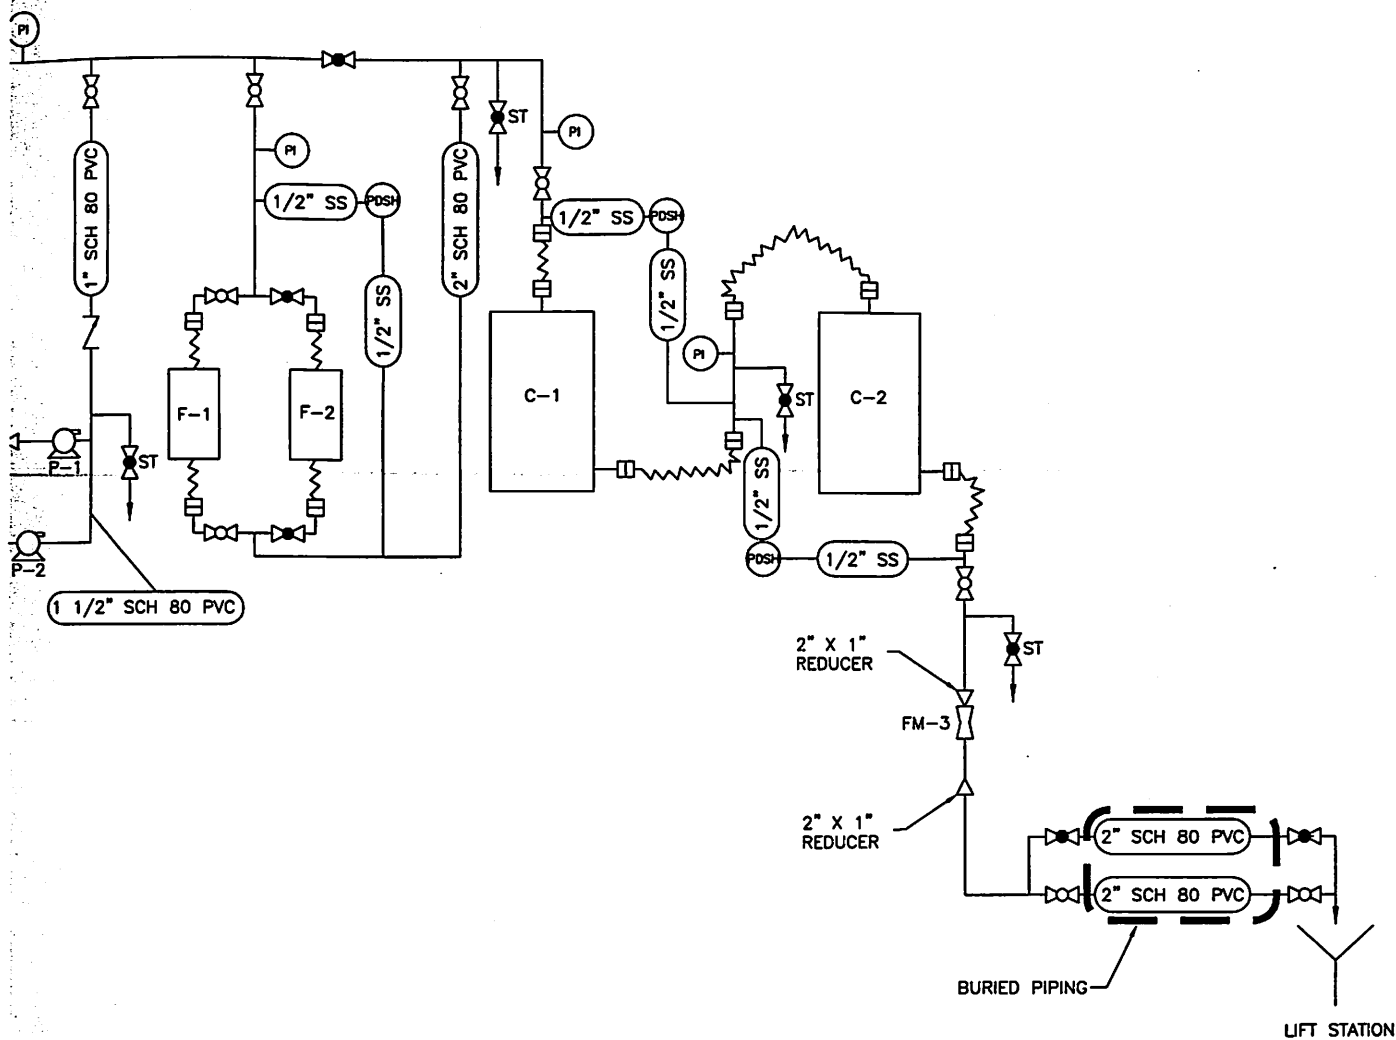 PI
ST
PI
1" SCH 80 PVC
PI
2" SCH 80 PVC
1/2" SS
PDSH
1/2" SS
PDSH
1/2" SS
1/2" SS
PI
C-1
C-2
ST
F-1
F-2
P-1
ST
1/2" SS
P-2
PDSH
1/2" SS
1 1/2" SCH 80 PVC
2" X 1"
REDUCER
ST
FM-3
2" X 1"
REDUCER
2" SCH 80 PVC
2" SCH 80 PVC
BURIED PIPING
LIFT STATION